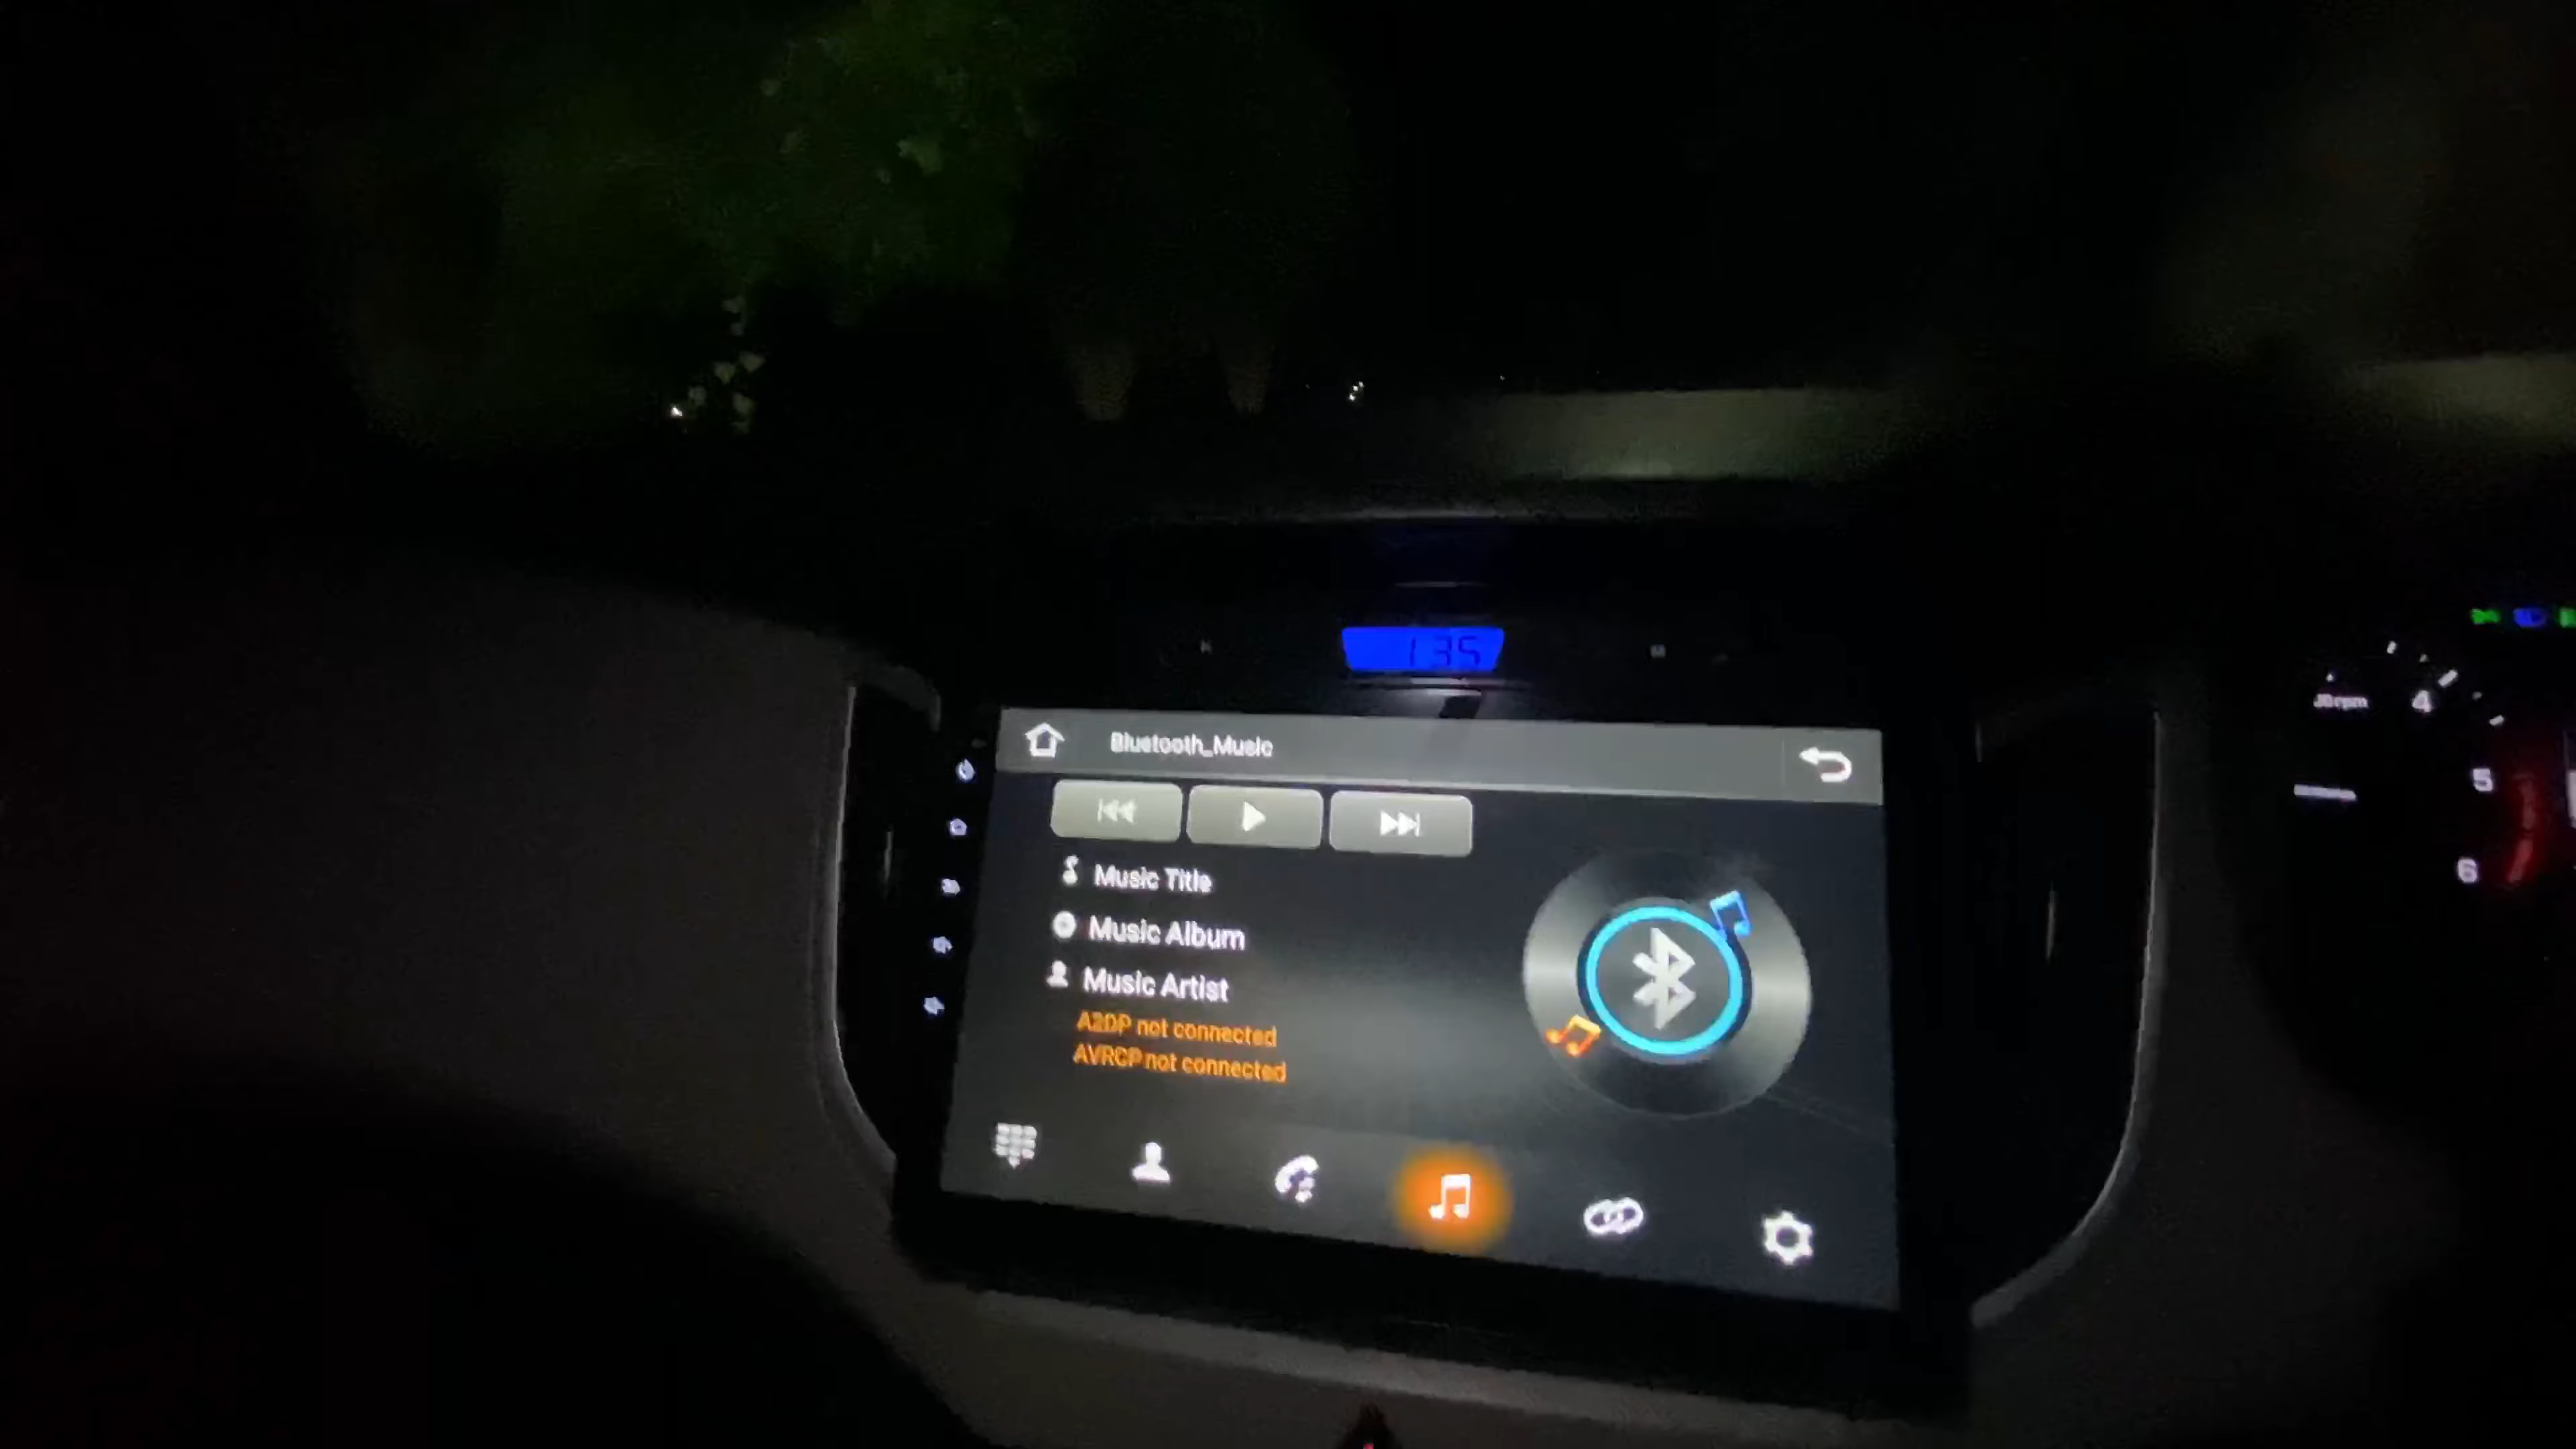 1:35
Bluetooth_Music
Music Title
Music Album
Music Artist
A2DP not connected
AVRCP not connected
4
5
6